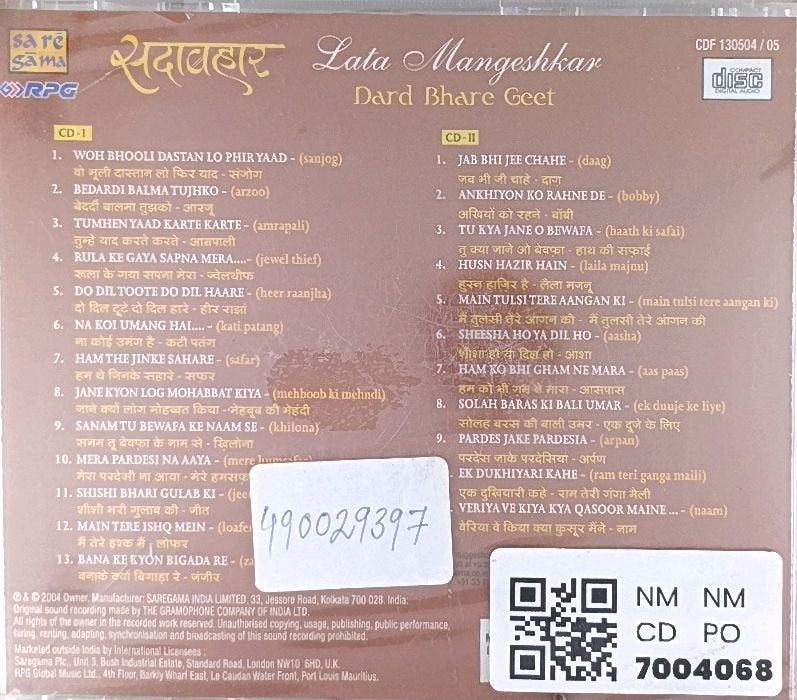 sa re
ga ma
RPG
सदाबहार
Lata Mangeshkar
Dard Bhare Geet
CDF 130504 / 05
COMPACT
disc
DIGITAL AUDIO
CD - I
1. WOH BHOOLI DASTAN LO PHIR YAAD - (sanjog)
वो भूली दास्तान लो फिर याद - संजोग
2. BEDARDI BALMA TUJHKO - (arzoo)
बेदर्दी बालमा तुझको - आरजू
3. TUMHEN YAAD KARTE KARTE - (amrapali)
तुम्हे याद करते करते - आम्रपाली
4. RULA KE GAYA SAPNA MERA....- (jewel thief)
रूला के गया सपना मेरा - ज्वेलथीफ
5. DO DIL TOOTE DO DIL HAARE - (heer raanjha)
दो दिल टूटे दो दिल हारे - हीर रांझा
6. NA KOI UMANG HAI.... - (kati patang)
ना कोई उमंग है - कटी पतंग
7. HAM THE JINKE SAHARE - (safar)
हम थे जिनके सहारे - सफर
8. JANE KYON LOG MOHABBAT KIYA - (mehboob ki mehndi)
जाने क्यों लोग मोहब्बत किया - मेहबूब की मेहंदी
9. SANAM TU BEWAFA KE NAAM SE - (khilona)
सनम तू बेवफा के नाम से - खिलोना
10. MERA PARDESI NA AAYA - (mere humsafar
मेरा परदेसी ना आया - मेरे हमसफ
11. SHISHI BHARI GULAB KI - (jee
शीशी भरी गुलाब की - जीत
12. MAIN TERE ISHQ MEIN - (loafe
मैं तेरे इश्क में - लोफर
13. BANA KE KYON BIGADA RE - (za
बनाके क्यों बिगाड़ा रे - जंजीर
CD - II
1. JAB BHI JEE CHAHE - (daag)
जब भी जी चाहे - दाग
2. ANKHIYON KO RAHNE DE - (bobby)
अखियों को रहने - बॉबी
3. TU KYA JANE O BEWAFA - (haath ki safai)
तू क्या जाने ओ बेवफा - हाथ की सफाई
4. HUSN HAZIR HAIN - (laila majnu)
हुस्न हाज़िर है - लैला मजनू
5. MAIN TULSI TERE AANGAN KI - (main tulsi tere aangan ki)
मैं तुलसी तेरे आंगन की - मैं तुलसी तेरे आंगन की
6. SHEESHA HO YA DIL HO - (aasha)
शीशा हो या दिल हो - आशा
7. HAM KO BHI GHAM NE MARA - (aas paas)
हम को भी गम ने मारा - आसपास
8. SOLAH BARAS KI BALI UMAR - (ek duuje ke liye)
सोलह बरस की बाली उमर - एक दूजे के लिए
9. PARDES JAKE PARDESIA - (arpan)
परदेस जाके परदेसिया - अर्पण
EK DUKHIYARI KAHE - (ram teri ganga maili)
एक दुखियारी कहे - राम तेरी गंगा मैली
VERIYA VE KIYA KYA QASOOR MAINE ... - (naam)
वेरिया वे किया क्या कुसूर मैंने - नाम
490029397
NM NM
CD PO
7004068
℗ & © 2004 Manufactured by: SAREGAMA INDIA LIMITED, 33, Jessore Road, Kolkata 700 028. India:
Original sound recording made by THE GRAMOPHONE COMPANY OF INDIA LTD.
All rights of the owner in the recorded work reserved. Unauthorised copying, usage, publishing, public performance,
hiring, renting, adapting, synchronisation and broadcasting of this sound recording prohibited.
Marketed outside India by International Licensees :
Saregama Plc., Unit 3, Bush Industrial Estate, Standard Road, London NW10 6HD, U.K.
RPG Global Music Ltd., 4th Floor, Barkly Wharf East, Le Caudan Water Front, Port Louis Mauritius.